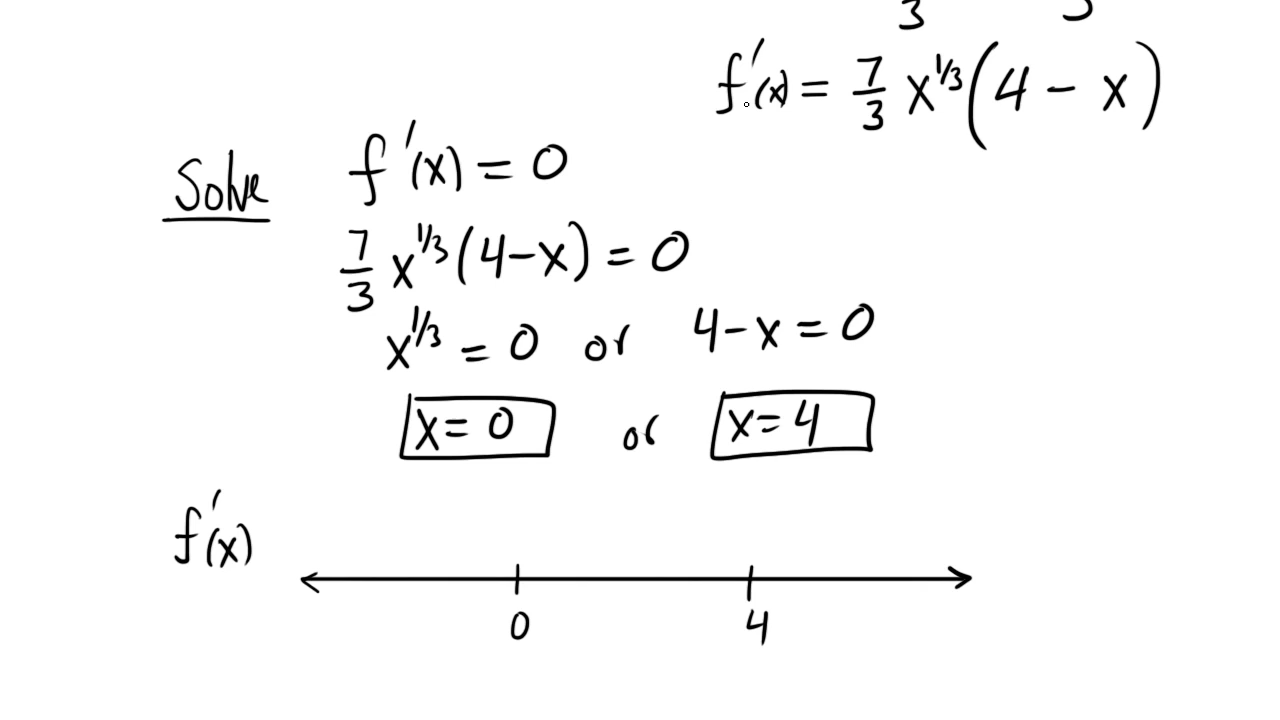 3
f'(x) = 7/3 x^{1/3} (4 - x)
Solve f'(x) = 0
7/3 x^{1/3} (4-x) = 0
x^{1/3} = 0 or 4-x = 0
x = 0 or x = 4
f'(x)
0 4